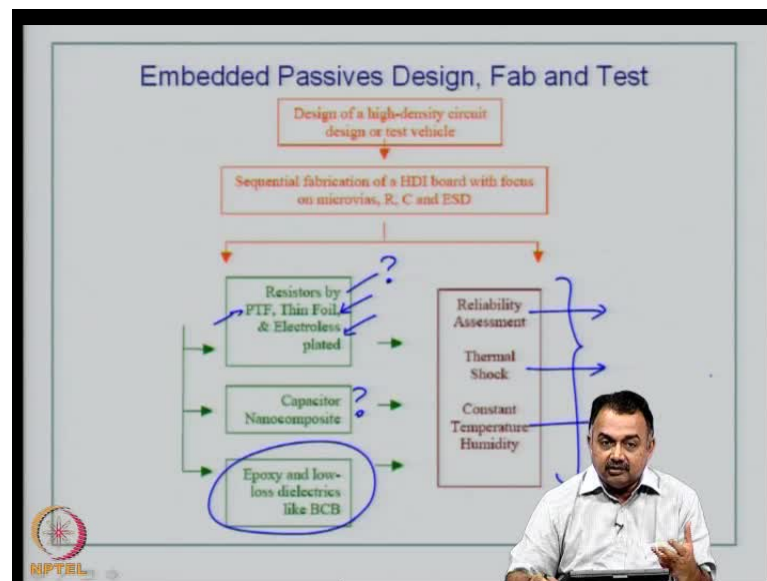 Embedded Passives Design, Fab and Test
Design of a high-density circuit
design or test vehicle
Sequential fabrication of a HDI board with focus
on microvias, R, C and ESD
Resistors by
PTF, Thin Foil,
& Electroless
plated
?
Capacitor
Nanocomposite
?
Epoxy and low-
loss dielectrics
like BCB
Reliability
Assessment
Thermal
Shock
Constant
Temperature
Humidity
NPTEL